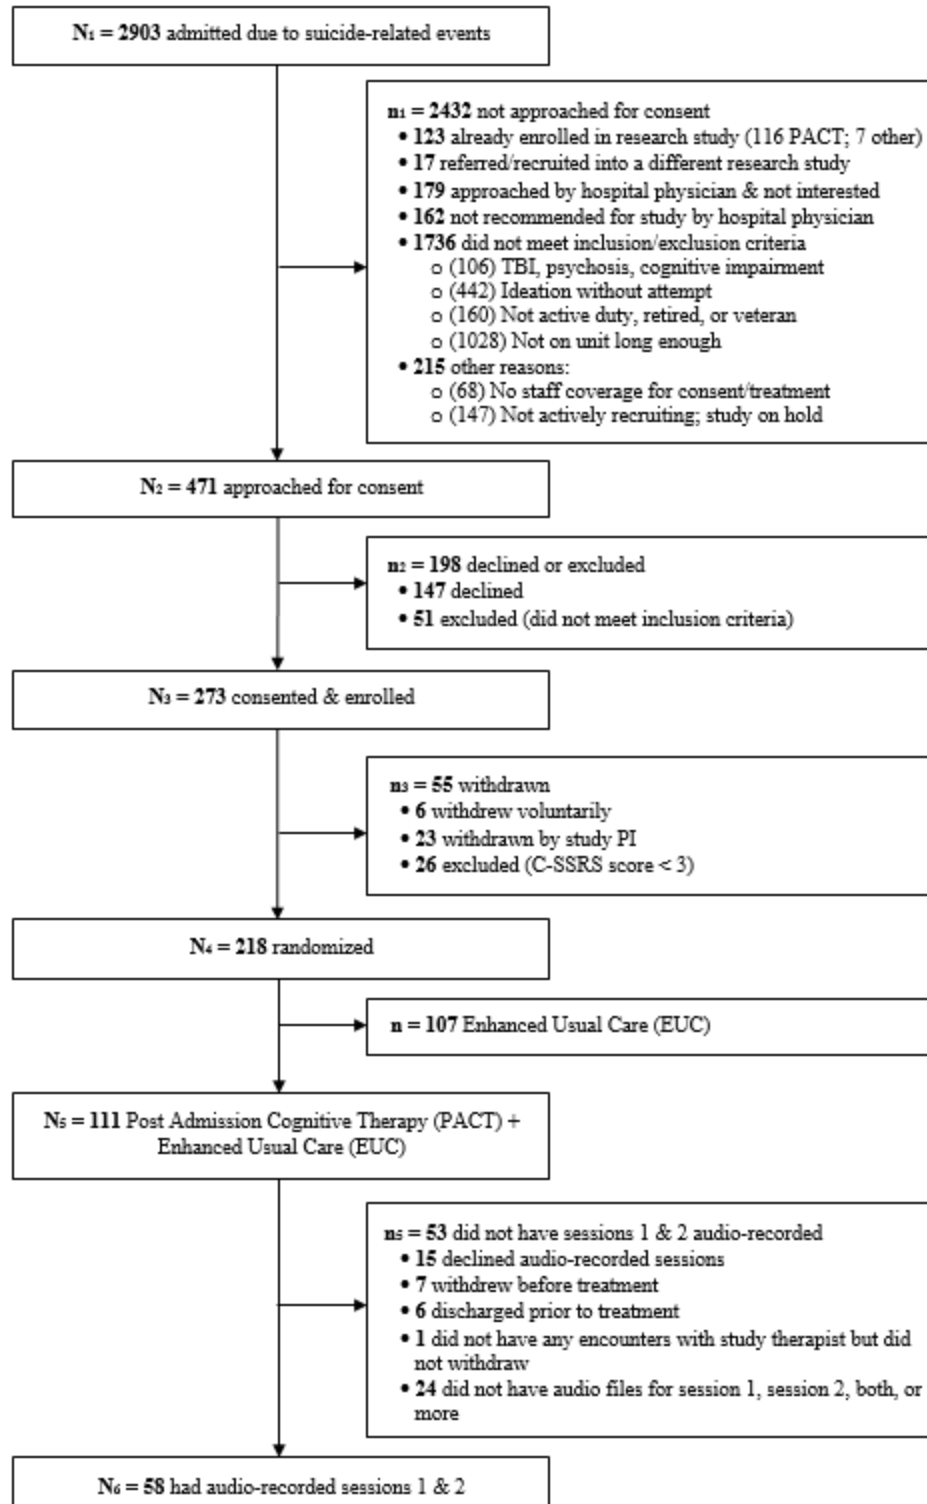 N₁ = 2903 admitted due to suicide-related events
n₁ = 2432 not approached for consent
• 123 already enrolled in research study (116 PACT; 7 other)
• 17 referred/recruited into a different research study
• 179 approached by hospital physician & not interested
• 162 not recommended for study by hospital physician
• 1736 did not meet inclusion/exclusion criteria
o (106) TBI, psychosis, cognitive impairment
o (442) Ideation without attempt
o (160) Not active duty, retired, or veteran
o (1028) Not on unit long enough
• 215 other reasons:
o (68) No staff coverage for consent/treatment
o (147) Not actively recruiting; study on hold
N₂ = 471 approached for consent
n₂ = 198 declined or excluded
• 147 declined
• 51 excluded (did not meet inclusion criteria)
N₃ = 273 consented & enrolled
n₃ = 55 withdrawn
• 6 withdrew voluntarily
• 23 withdrawn by study PI
• 26 excluded (C-SSRS score < 3)
N₄ = 218 randomized
n = 107 Enhanced Usual Care (EUC)
N₅ = 111 Post Admission Cognitive Therapy (PACT) +
Enhanced Usual Care (EUC)
n₅ = 53 did not have sessions 1 & 2 audio-recorded
• 15 declined audio-recorded sessions
• 7 withdrew before treatment
• 6 discharged prior to treatment
• 1 did not have any encounters with study therapist but did
not withdraw
• 24 did not have audio files for session 1, session 2, both, or
more
N₆ = 58 had audio-recorded sessions 1 & 2